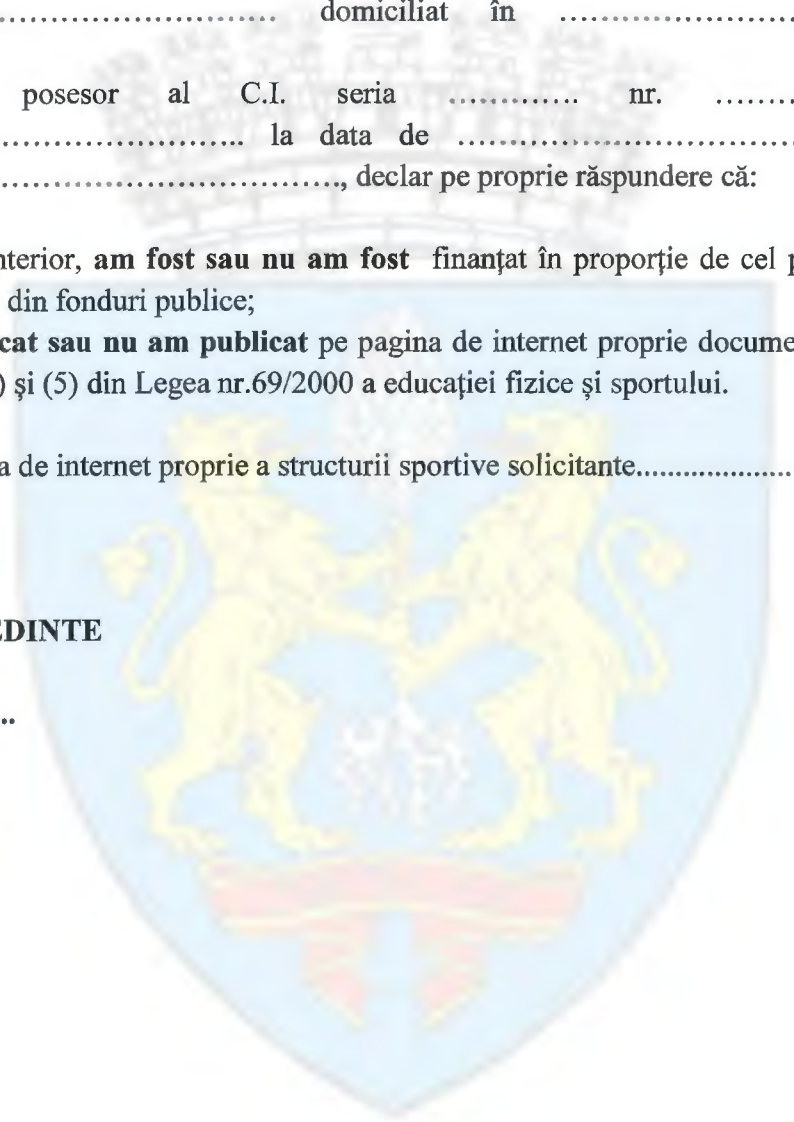 ........................... domiciliat în ........................
posesor al C.I. seria ............. nr. ........
........................ la data de ..................................
.................................., declar pe proprie răspundere că:
nterior, am fost sau nu am fost finanțat în proporție de cel p
din fonduri publice;
cat sau nu am publicat pe pagina de internet proprie docume
) și (5) din Legea nr.69/2000 a educației fizice și sportului.
a de internet proprie a structurii sportive solicitante....................
EDINTE
..